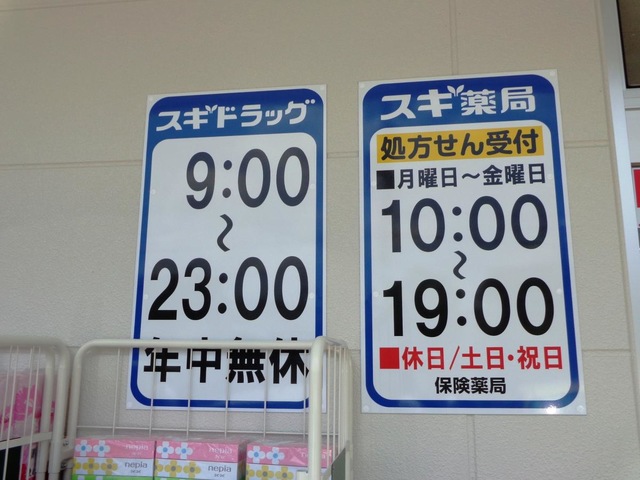 スギドラッグ
9:00
～
23:00
年中無休
スギ薬局
処方せん受付
■月曜日～金曜日
10:00
～
19:00
■休日/土日・祝日
保険薬局
nepia
nepia
nepia